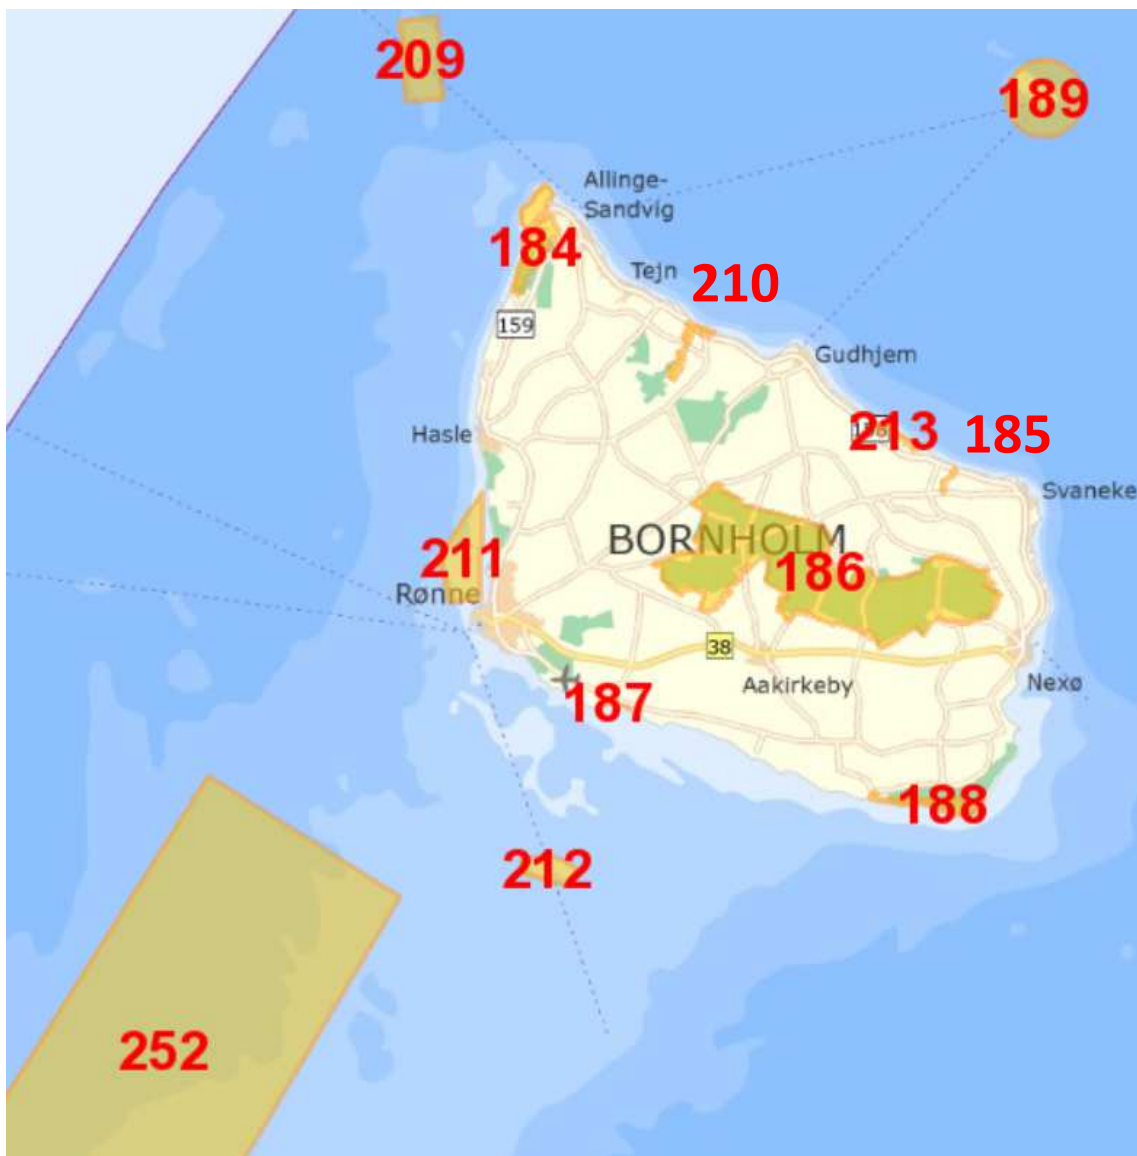 209
189
Allinge-
Sandvig
184
Tejn
210
159
Gudhjem
Hasle
213
185
Svaneke
BORNHOLM
211
186
Rønne
38
187
Aakirkeby
Nexø
188
212
252